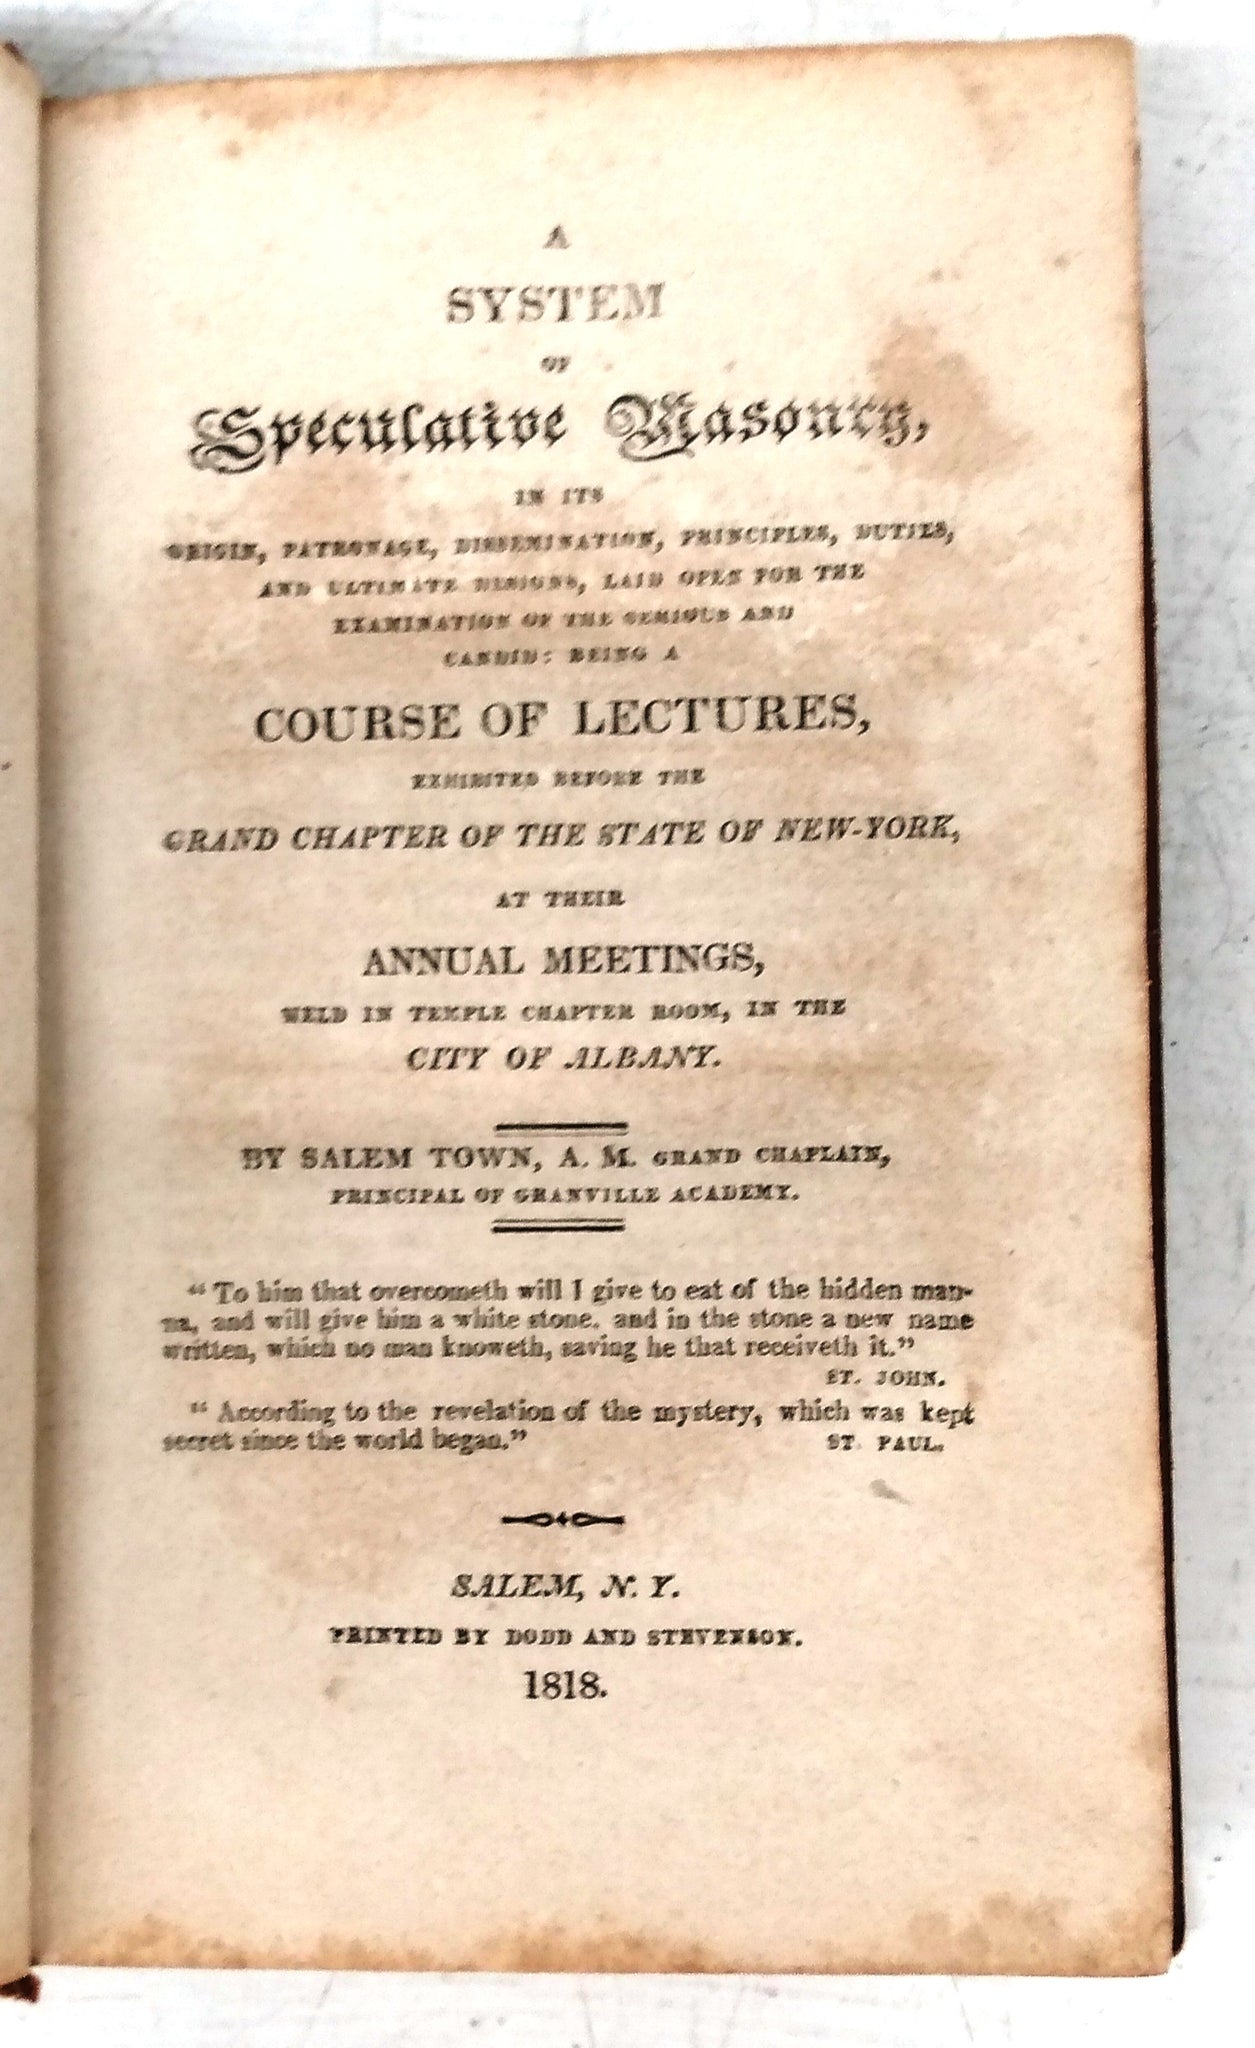 A
SYSTEM
OF
Speculative Masonry,
IN ITS
ORIGIN, PATRONAGE, DISSEMINATION, PRINCIPLES, DUTIES,
AND ULTIMATE DESIGNS, LAID OPEN FOR THE
EXAMINATION OF THE SERIOUS AND
CANDID: BEING A
COURSE OF LECTURES,
EXHIBITED BEFORE THE
GRAND CHAPTER OF THE STATE OF NEW-YORK,
AT THEIR
ANNUAL MEETINGS,
HELD IN TEMPLE CHAPTER ROOM, IN THE
CITY OF ALBANY.
BY SALEM TOWN, A. M. GRAND CHAPLAIN,
PRINCIPAL OF GRANVILLE ACADEMY.
“ To him that overcometh will I give to eat of the hidden man-
na, and will give him a white stone, and in the stone a new name
written, which no man knoweth, saving he that receiveth it.”
ST. JOHN.
“ According to the revelation of the mystery, which was kept
secret since the world began.” ST. PAUL.
SALEM, N. Y.
PRINTED BY DODD AND STEVENSON.
1818.